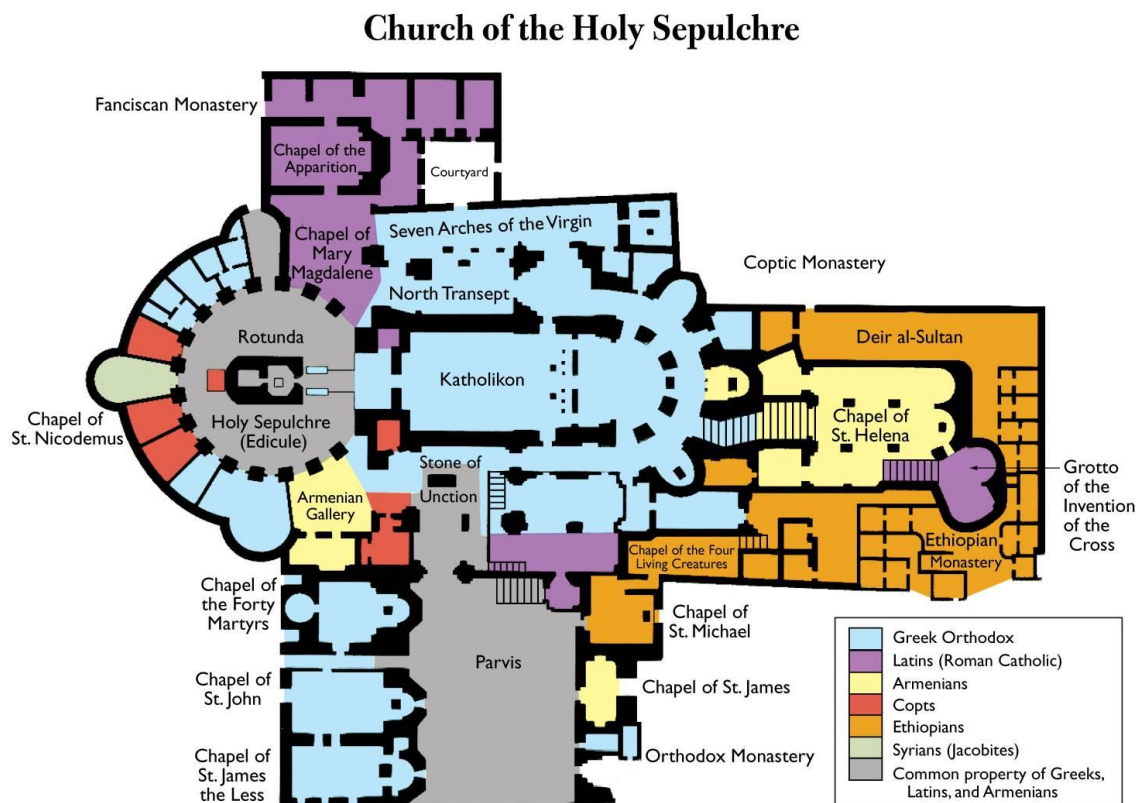 Church of the Holy Sepulchre
Fanciscan Monastery
Chapel of the
Apparition
Courtyard
Seven Arches of the Virgin
Chapel of
Mary
Magdalene
North Transept
Coptic Monastery
Rotunda
Deir al-Sultan
Katholikon
Chapel of
St. Nicodemus
Holy Sepulchre
(Edicule)
Chapel of
St. Helena
Stone of
Unction
Armenian
Gallery
Grotto
of the
Invention
of the
Cross
Ethiopian
Monastery
Chapel of the Four
Living Creatures
Chapel of
the Forty
Martyrs
Chapel of
St. Michael
Parvis
Chapel of
St. John
Chapel of St. James
Chapel of
St. James
the Less
Orthodox Monastery
Greek Orthodox
Latins (Roman Catholic)
Armenians
Copts
Ethiopians
Syrians (Jacobites)
Common property of Greeks,
Latins, and Armenians